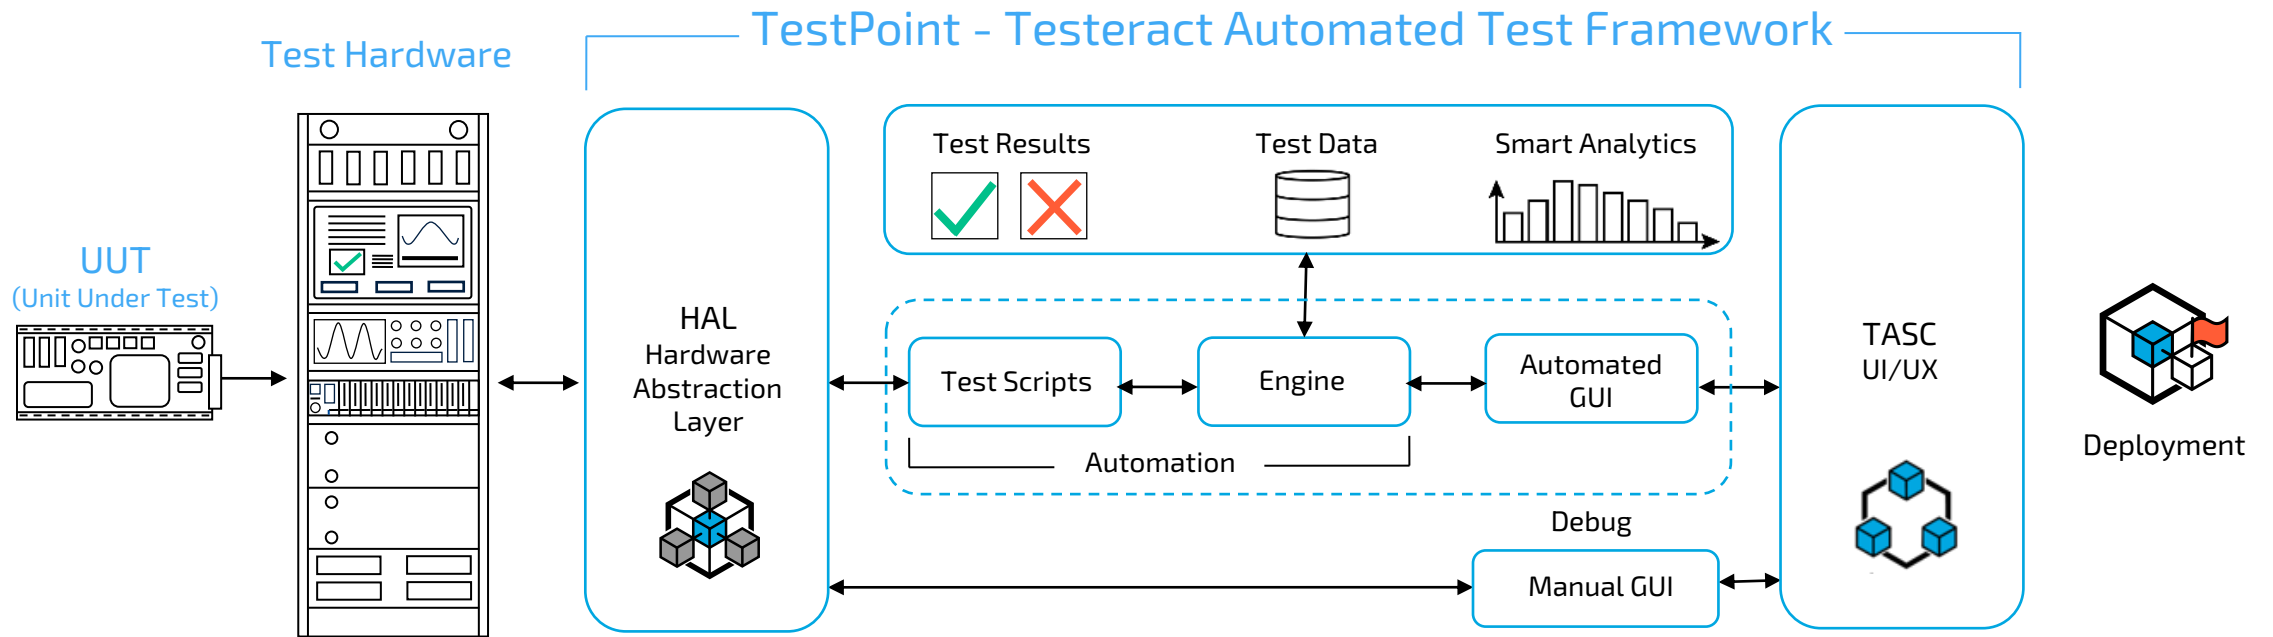 TestPoint - Testeract Automated Test Framework
Test Hardware
UUT
(Unit Under Test)
HAL
Hardware
Abstraction
Layer
Test Results
Test Data
Smart Analytics
Test Scripts
Engine
Automated
GUI
Automation
Debug
Manual GUI
TASC
UI/UX
Deployment